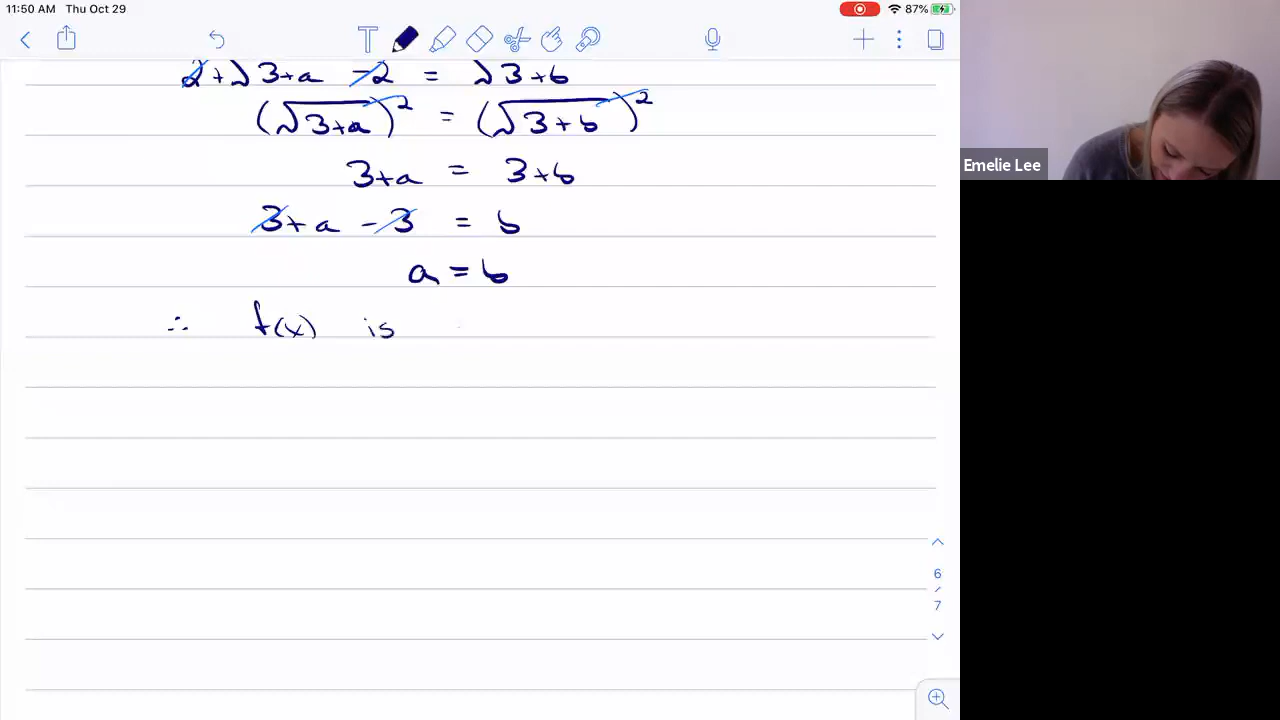 11:50 AM Thu Oct 29 87%
2+√3+a -2 = √3+b
(√3+a)² = (√3+b)²
3+a = 3+b
3+a -3 = b
a = b
∴ f(x) is
Emelie Lee
6
/
7